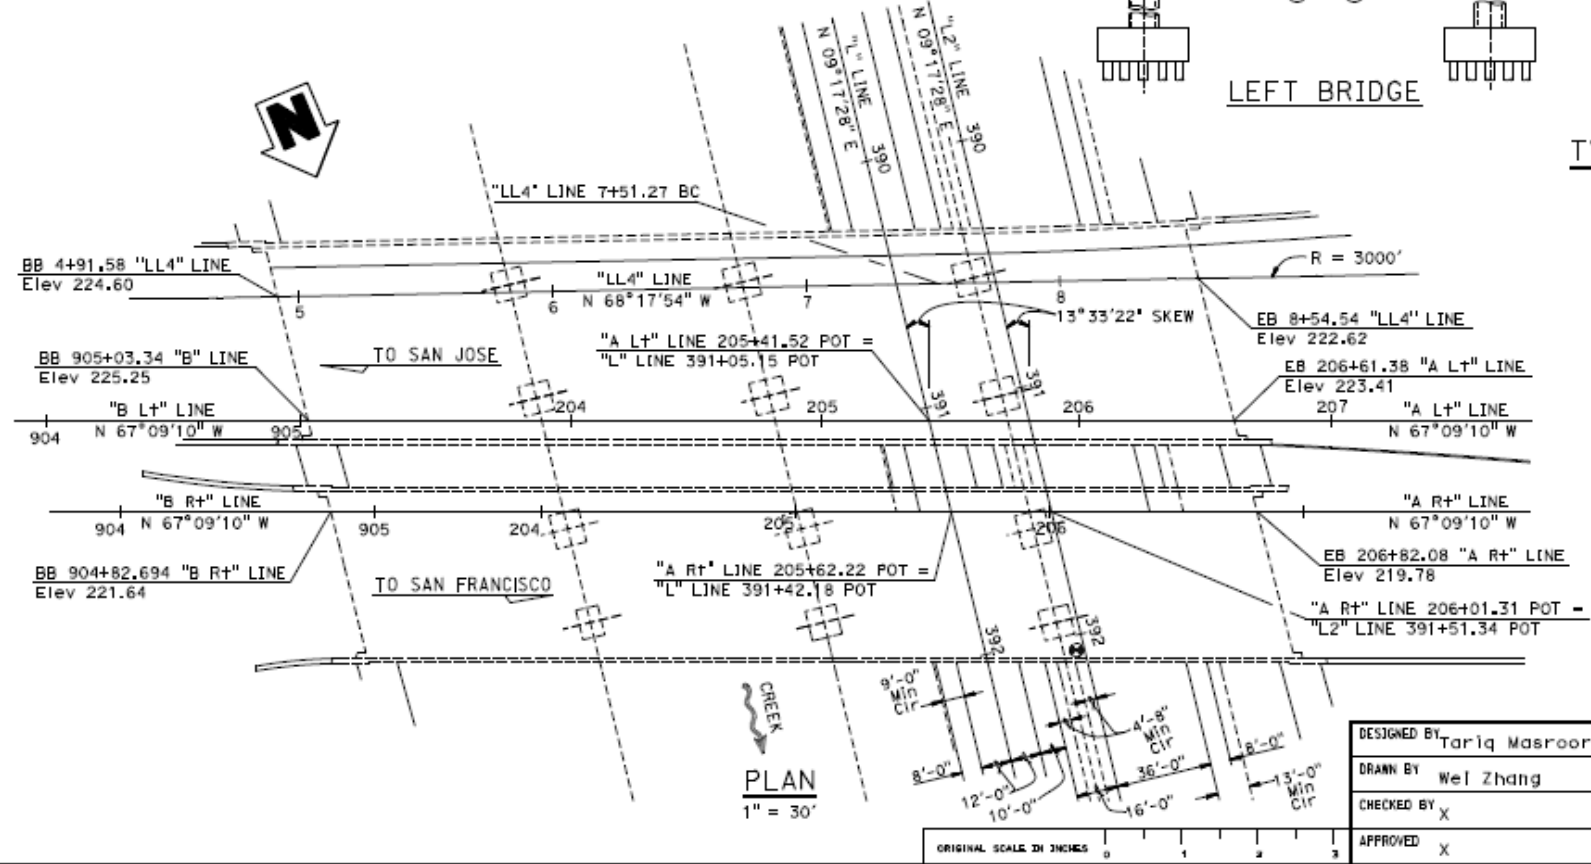 LEFT BRIDGE
N
"L" LINE
N 09°17'28" E
390
"L2" LINE
N 09°17'28" E
390
"LL4" LINE 7+51.27 BC
BB 4+91.58 "LL4" LINE
Elev 224.60
"LL4" LINE
N 68°17'54" W
5
6
7
8
R = 3000'
13°33'22" SKEW
EB 8+54.54 "LL4" LINE
Elev 222.62
BB 905+03.34 "B" LINE
Elev 225.25
TO SAN JOSE
"A Lt" LINE 205+41.52 POT =
"L" LINE 391+05.15 POT
391
391
EB 206+61.38 "A Lt" LINE
Elev 223.41
"B Lt" LINE
N 67°09'10" W
904
905
204
205
206
207
"A Lt" LINE
N 67°09'10" W
"B Rt" LINE
N 67°09'10" W
904
905
204
205
206
"A Rt" LINE
N 67°09'10" W
BB 904+82.694 "B Rt" LINE
Elev 221.64
TO SAN FRANCISCO
"A Rt" LINE 205+62.22 POT =
"L" LINE 391+42.18 POT
EB 206+82.08 "A Rt" LINE
Elev 219.78
"A Rt" LINE 206+01.31 POT =
"L2" LINE 391+51.34 POT
392
392
CREEK
9'-0"
Min
Clr
8'-0"
12'-0"
10'-0"
4'-8"
Min
Clr
36'-0"
16'-0"
8'-0"
13'-0"
Min
Clr
PLAN
1" = 30'
DESIGNED BY Tariq Masroor
DRAWN BY Wei Zhang
CHECKED BY X
APPROVED X
ORIGINAL SCALE IN INCHES 0 1 2 3